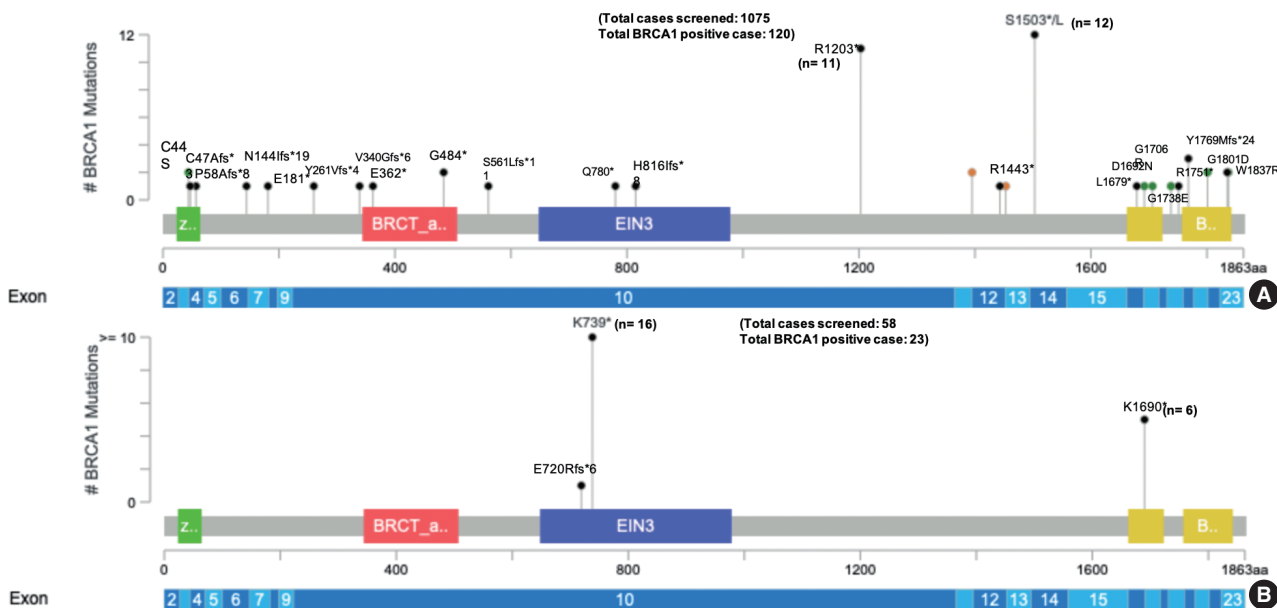 (Total cases screened: 1075
Total BRCA1 positive case: 120)
S1503*/L (n= 12)
R1203*
(n= 11)
# BRCA1 Mutations
12
0
C44
S
C47Afs*
3
P58Afs*8
N144Ifs*19
E181*
Y261Vfs*4
V340Gfs*6
E362*
G484*
S561Lfs*1
1
Q780*
H816Ifs*
8
R1443*
L1679*
D1692N
G1706
R
G1738E
R1751*
Y1769Mfs*24
G1801D
W1837R
z..
BRCT_a..
EIN3
B..
0
400
800
1200
1600
1863aa
Exon
2 4 5 6 7 9 10 12 13 14 15 23
A
# BRCA1 Mutations
>= 10
0
K739* (n= 16)
(Total cases screened: 58
Total BRCA1 positive case: 23)
E720Rfs*6
K1690* (n= 6)
z..
BRCT_a..
EIN3
B..
0
400
800
1200
1600
1863aa
Exon
2 4 5 6 7 9 10 12 13 14 15 23
B